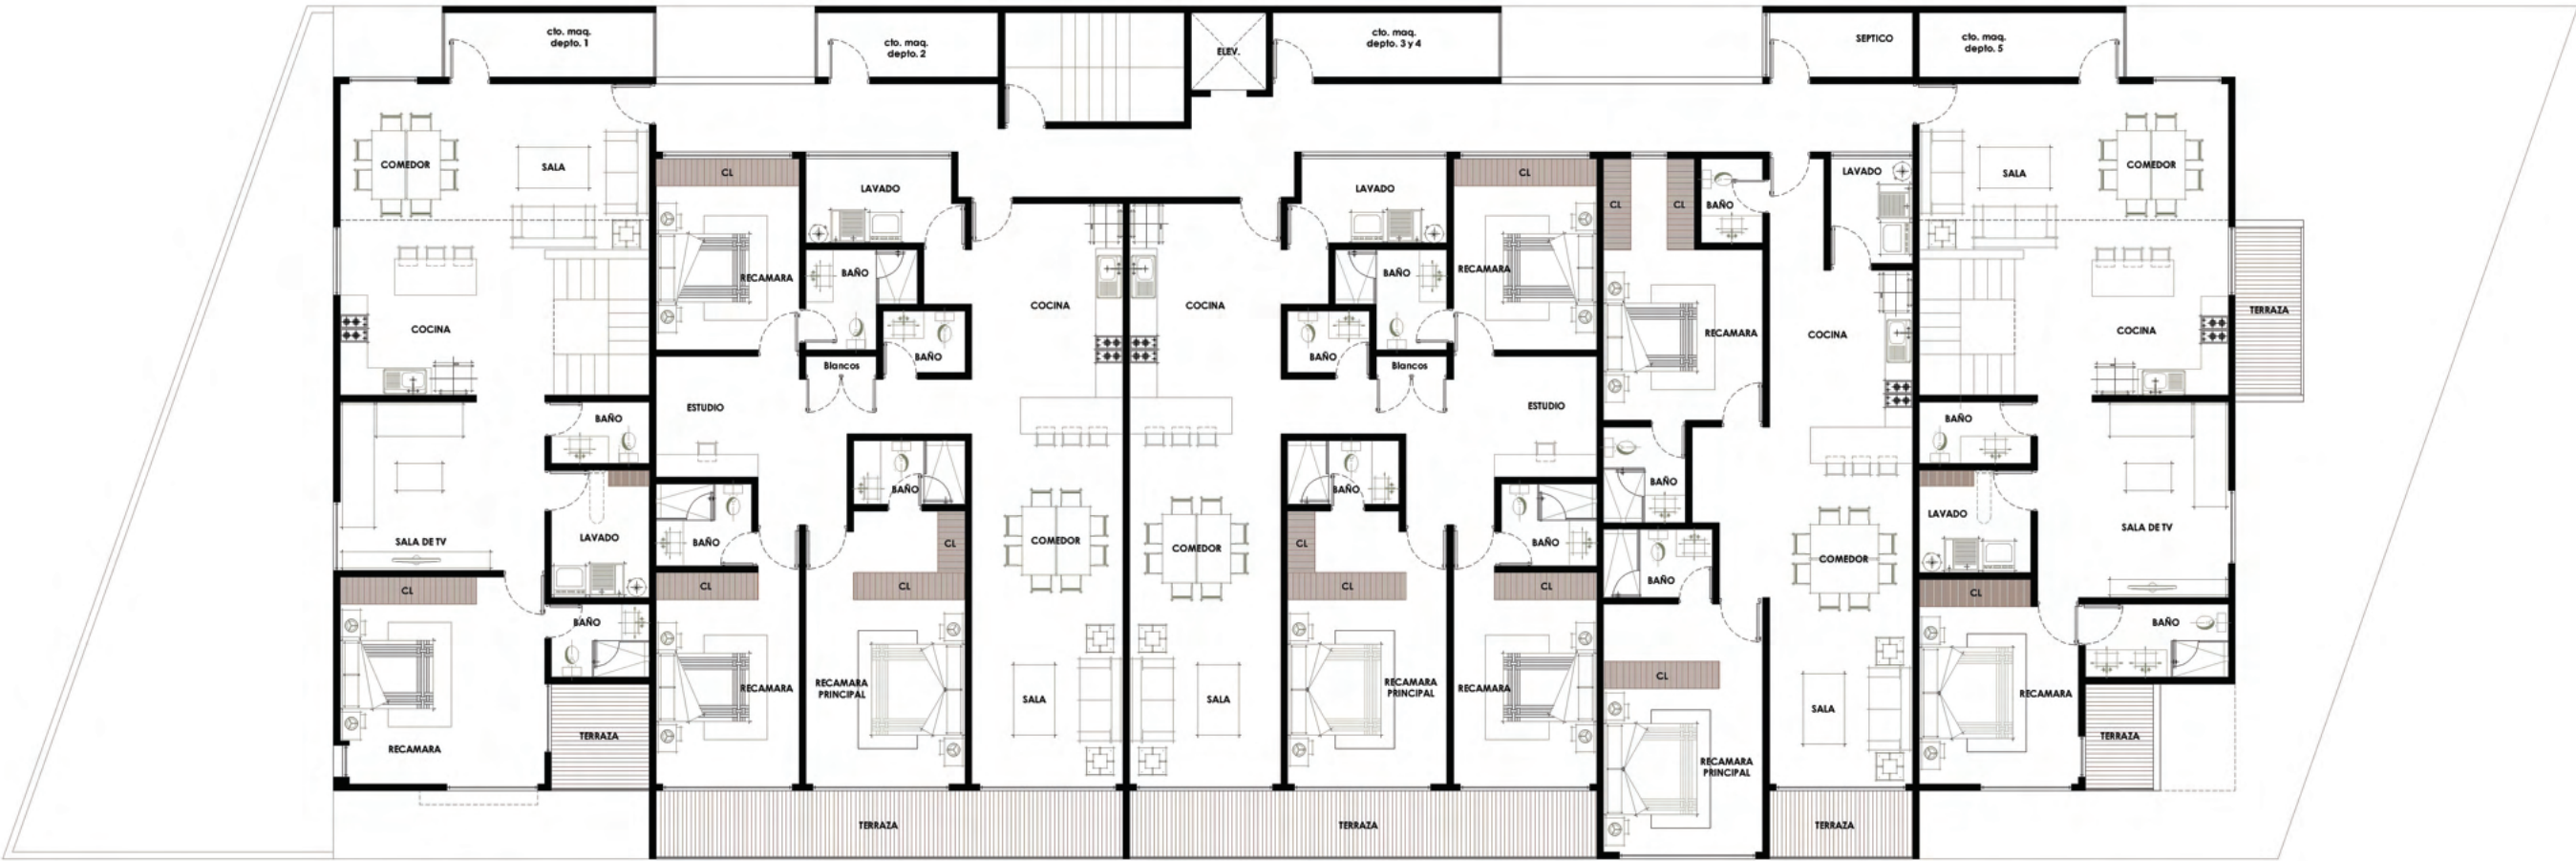 cto. maq.
depto. 1
cto. maq.
depto. 2
ELEV.
cto. maq.
depto. 3 y 4
SEPTICO
cto. maq.
depto. 5
COMEDOR
SALA
COCINA
SALA DE TV
BAÑO
LAVADO
CL
BAÑO
RECAMARA
TERRAZA
CL
RECAMARA
LAVADO
BAÑO
BAÑO
Blancos
ESTUDIO
COCINA
BAÑO
BAÑO
CL
CL
CL
COMEDOR
RECAMARA
RECAMARA
PRINCIPAL
SALA
TERRAZA
COCINA
LAVADO
CL
BAÑO
RECAMARA
BAÑO
Blancos
ESTUDIO
BAÑO
BAÑO
COMEDOR
CL
CL
CL
SALA
RECAMARA
PRINCIPAL
RECAMARA
TERRAZA
CL
CL
BAÑO
LAVADO
RECAMARA
COCINA
BAÑO
BAÑO
COMEDOR
CL
RECAMARA
PRINCIPAL
SALA
TERRAZA
SALA
COMEDOR
TERRAZA
COCINA
BAÑO
LAVADO
SALA DE TV
CL
BAÑO
RECAMARA
TERRAZA